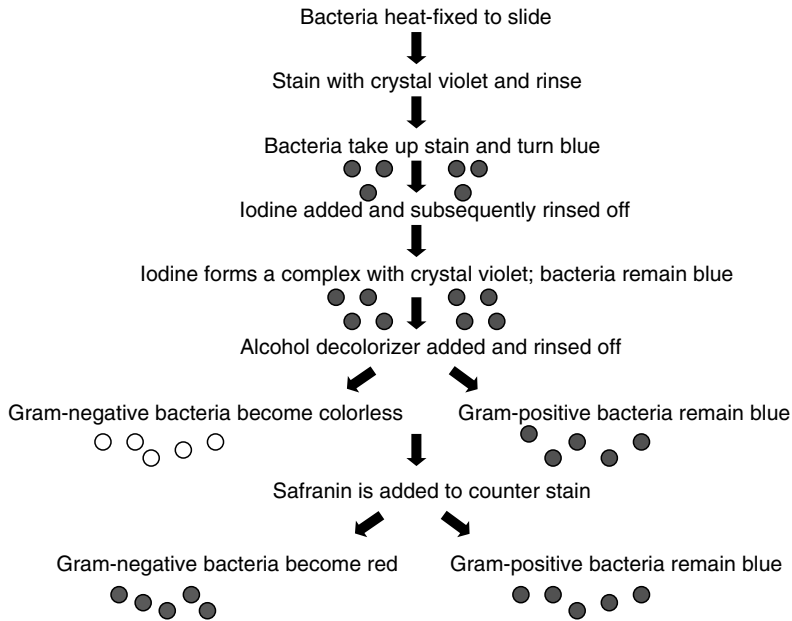 Bacteria heat-fixed to slide
Stain with crystal violet and rinse
Bacteria take up stain and turn blue
Iodine added and subsequently rinsed off
Iodine forms a complex with crystal violet; bacteria remain blue
Alcohol decolorizer added and rinsed off
Gram-negative bacteria become colorless
Gram-positive bacteria remain blue
Safranin is added to counter stain
Gram-negative bacteria become red
Gram-positive bacteria remain blue